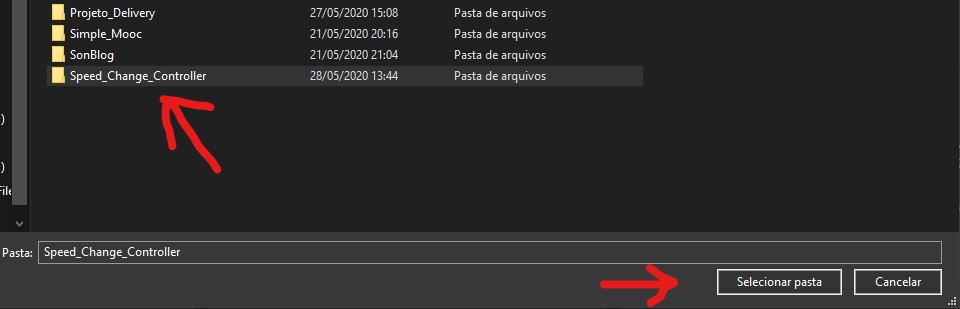 Projeto_Delivery 27/05/2020 15:08 Pasta de arquivos
Simple_Mooc 21/05/2020 20:16 Pasta de arquivos
SonBlog 21/05/2020 21:04 Pasta de arquivos
Speed_Change_Controller 28/05/2020 13:44 Pasta de arquivos
)
)
File
Pasta: Speed_Change_Controller
Selecionar pasta Cancelar